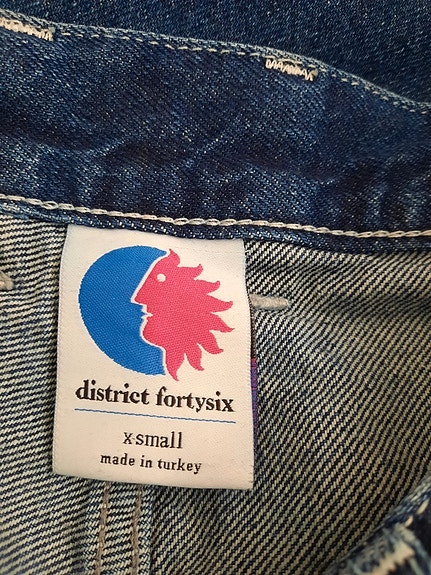 district fortysix
x-small
made in turkey